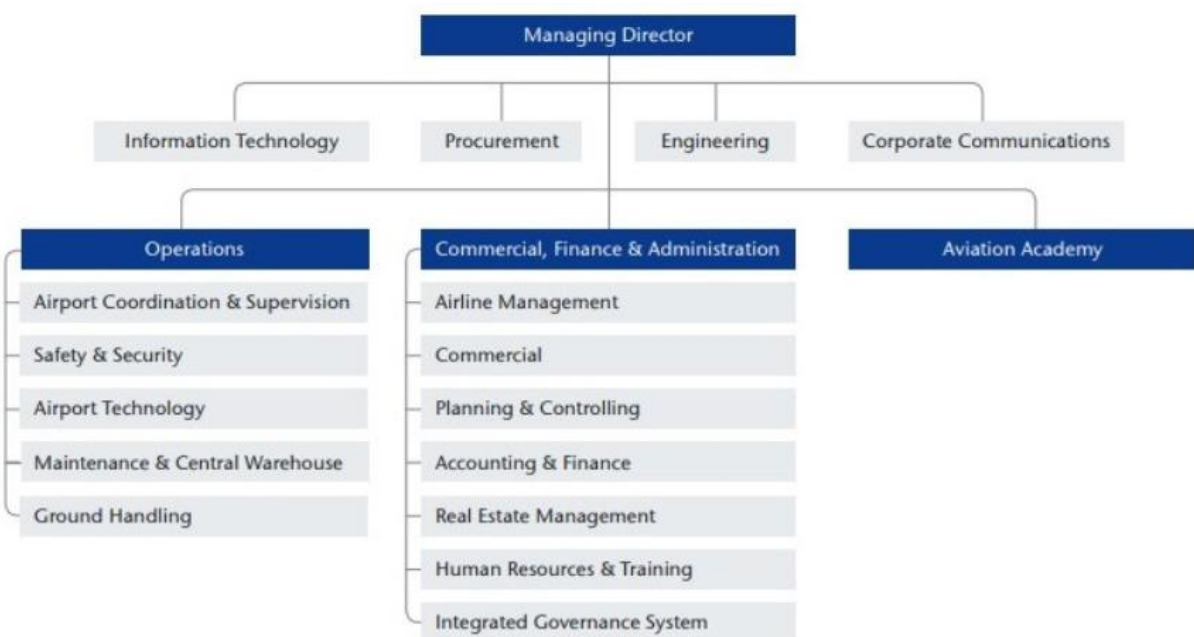 Managing Director
Information Technology
Procurement
Engineering
Corporate Communications
Operations
Airport Coordination & Supervision
Safety & Security
Airport Technology
Maintenance & Central Warehouse
Ground Handling
Commercial, Finance & Administration
Airline Management
Commercial
Planning & Controlling
Accounting & Finance
Real Estate Management
Human Resources & Training
Integrated Governance System
Aviation Academy